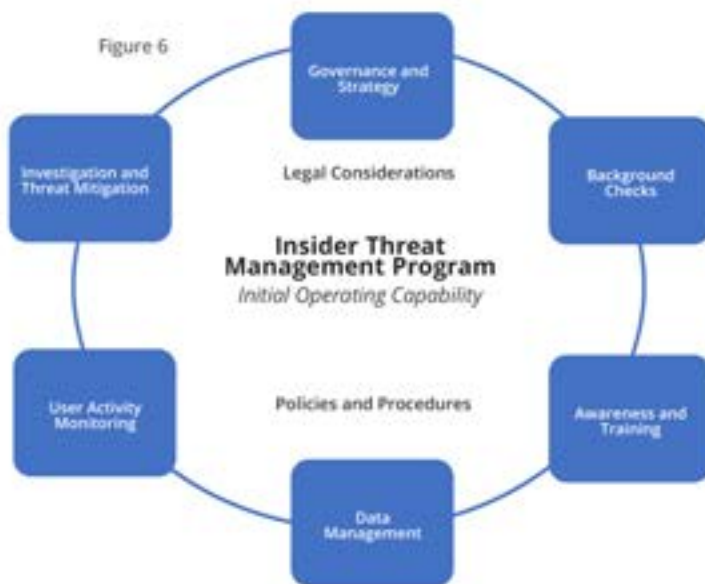 Figure 6
Governance and
Strategy
Investigation and
Threat Mitigation
Legal Considerations
Background
Checks
Insider Threat
Management Program
Initial Operating Capability
User Activity
Monitoring
Policies and Procedures
Awareness and
Training
Data
Management